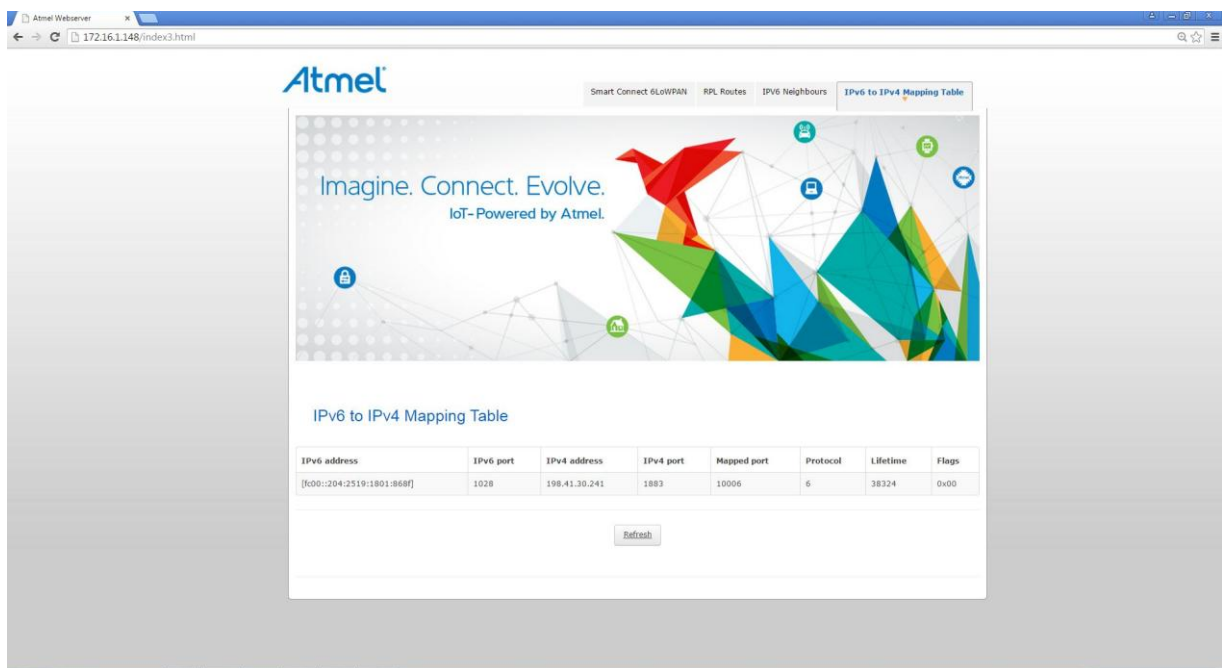 Atmel Webserver
172.16.1.148/index3.html
Atmel
Smart Connect 6LoWPAN RPL Routes IPV6 Neighbours IPv6 to IPv4 Mapping Table
Imagine. Connect. Evolve.
IoT-Powered by Atmel.
IPv6 to IPv4 Mapping Table
IPv6 address IPv6 port IPv4 address IPv4 port Mapped port Protocol Lifetime Flags
[fc00::204:2519:1801:868f] 1028 198.41.30.241 1883 10006 6 38324 0x00
Refresh